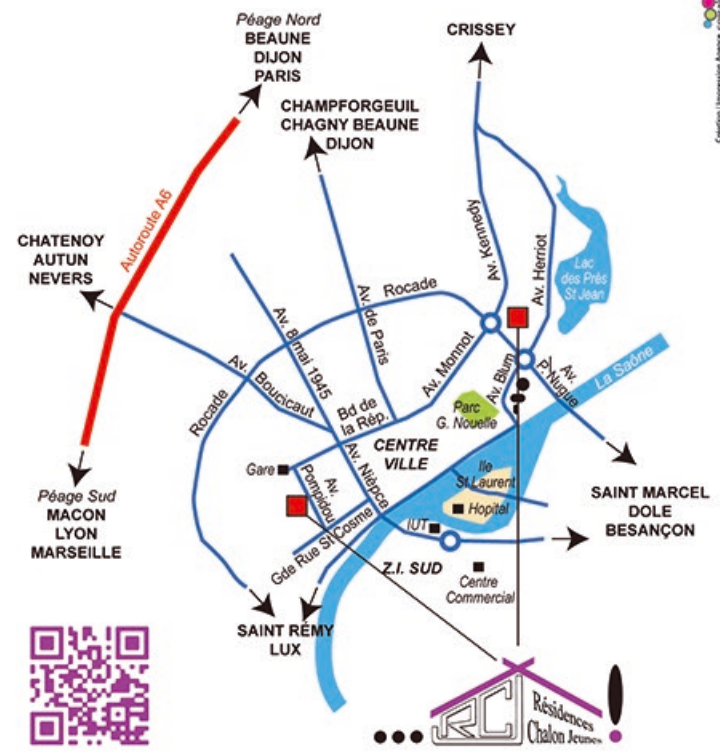 Péage Nord
BEAUNE
DIJON
PARIS
CRISSEY
CHAMPFORGEUIL
CHAGNY BEAUNE
DIJON
Autoroute A6
CHATENOY
AUTUN
NEVERS
Av. Kennedy
Av. Herriot
Lac
des Près
St Jean
Rocade
Av. 8 mai 1945
Av. de Paris
Av. Monnot
Av. Blum
Av.
P. Nugue
La Saône
Av. Boucicaut
Rocade
Bd de
la Rép.
Parc
G. Nouelle
CENTRE
VILLE
Gare
Av.
Pompidou
Av. Nièpce
Ile
St Laurent
Hopital
IUT
Gde Rue St Cosme
Z.I. SUD
Centre
Commercial
Péage Sud
MACON
LYON
MARSEILLE
SAINT MARCEL
DOLE
BESANÇON
SAINT RÉMY
LUX
RCJ
Résidences
Chalon Jeunes